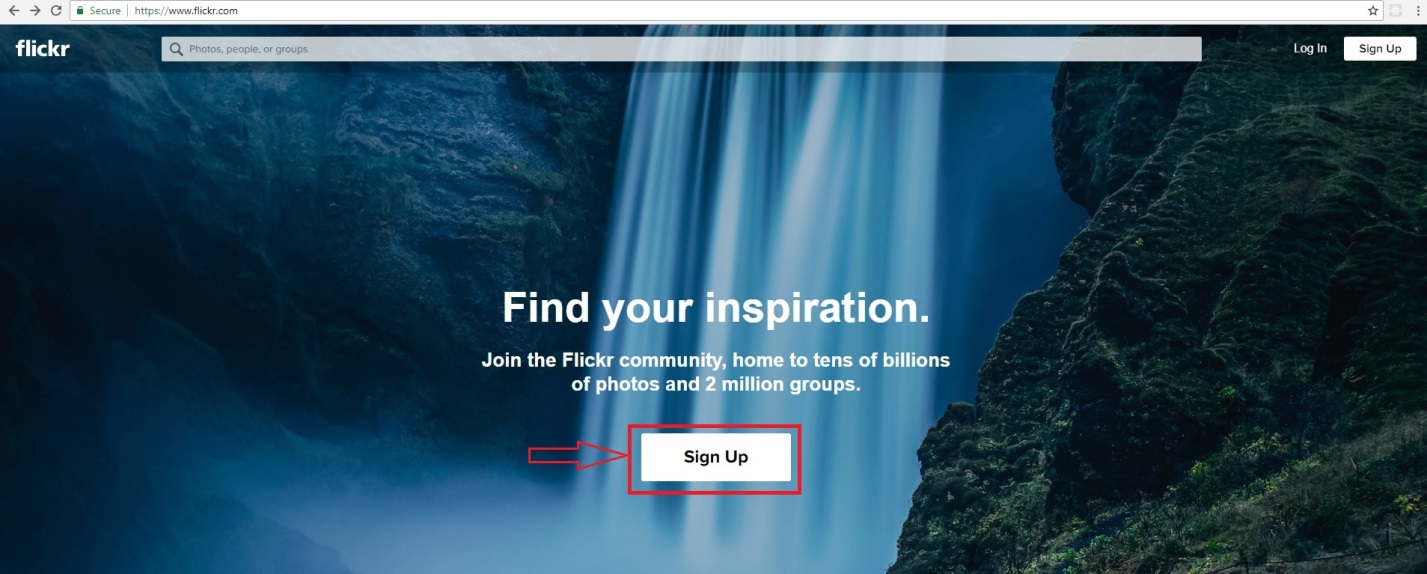 Secure https://www.flickr.com
flickr
Photos, people, or groups
Log In
Sign Up
Find your inspiration.
Join the Flickr community, home to tens of billions
of photos and 2 million groups.
Sign Up